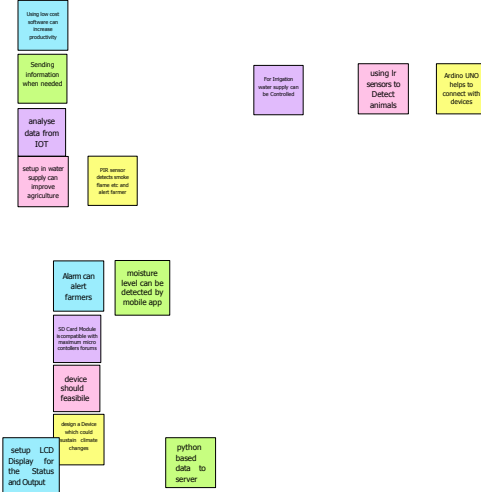 Using low cost
software can
increase
productivity
Sending
information
when needed
analyse
data from
IOT
setup in water
supply can
improve
agriculture
PIR sensor
detects smoke
flame etc and
alert farmer
For Irrigation
water supply can
be Controlled
using Ir
sensors to
Detect
animals
Ardino UNO
helps to
connect with
devices
Alarm can
alert
farmers
moisture
level can be
detected by
mobile app
SD Card Module
is compatible with
maximum micro
contollers forums
device
should
feasibile
design a Device
which could
sustain climate
changes
setup LCD
Display for
the Status
and Output
python
based
data to
server